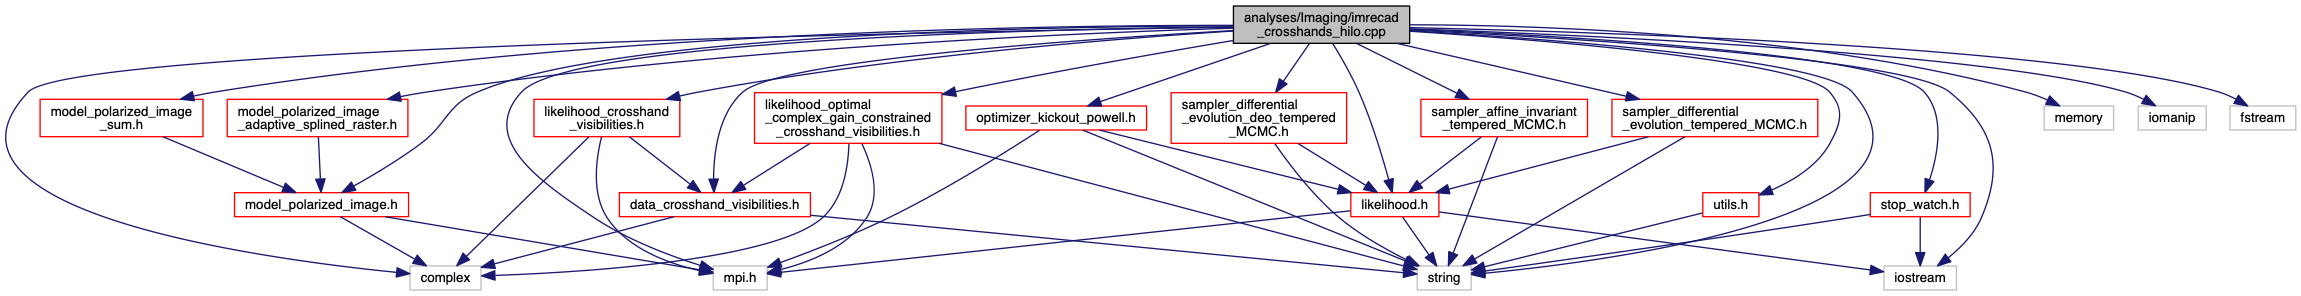 analyses/Imaging/imrecad
_crosshands_hilo.cpp
model_polarized_image
_sum.h
model_polarized_image
_adaptive_splined_raster.h
likelihood_crosshand
_visibilities.h
likelihood_optimal
_complex_gain_constrained
_crosshand_visibilities.h
optimizer_kickout_powell.h
sampler_differential
_evolution_deo_tempered
_MCMC.h
sampler_affine_invariant
_tempered_MCMC.h
sampler_differential
_evolution_tempered_MCMC.h
memory
iomanip
fstream
model_polarized_image.h
data_crosshand_visibilities.h
likelihood.h
utils.h
stop_watch.h
complex
mpi.h
string
iostream